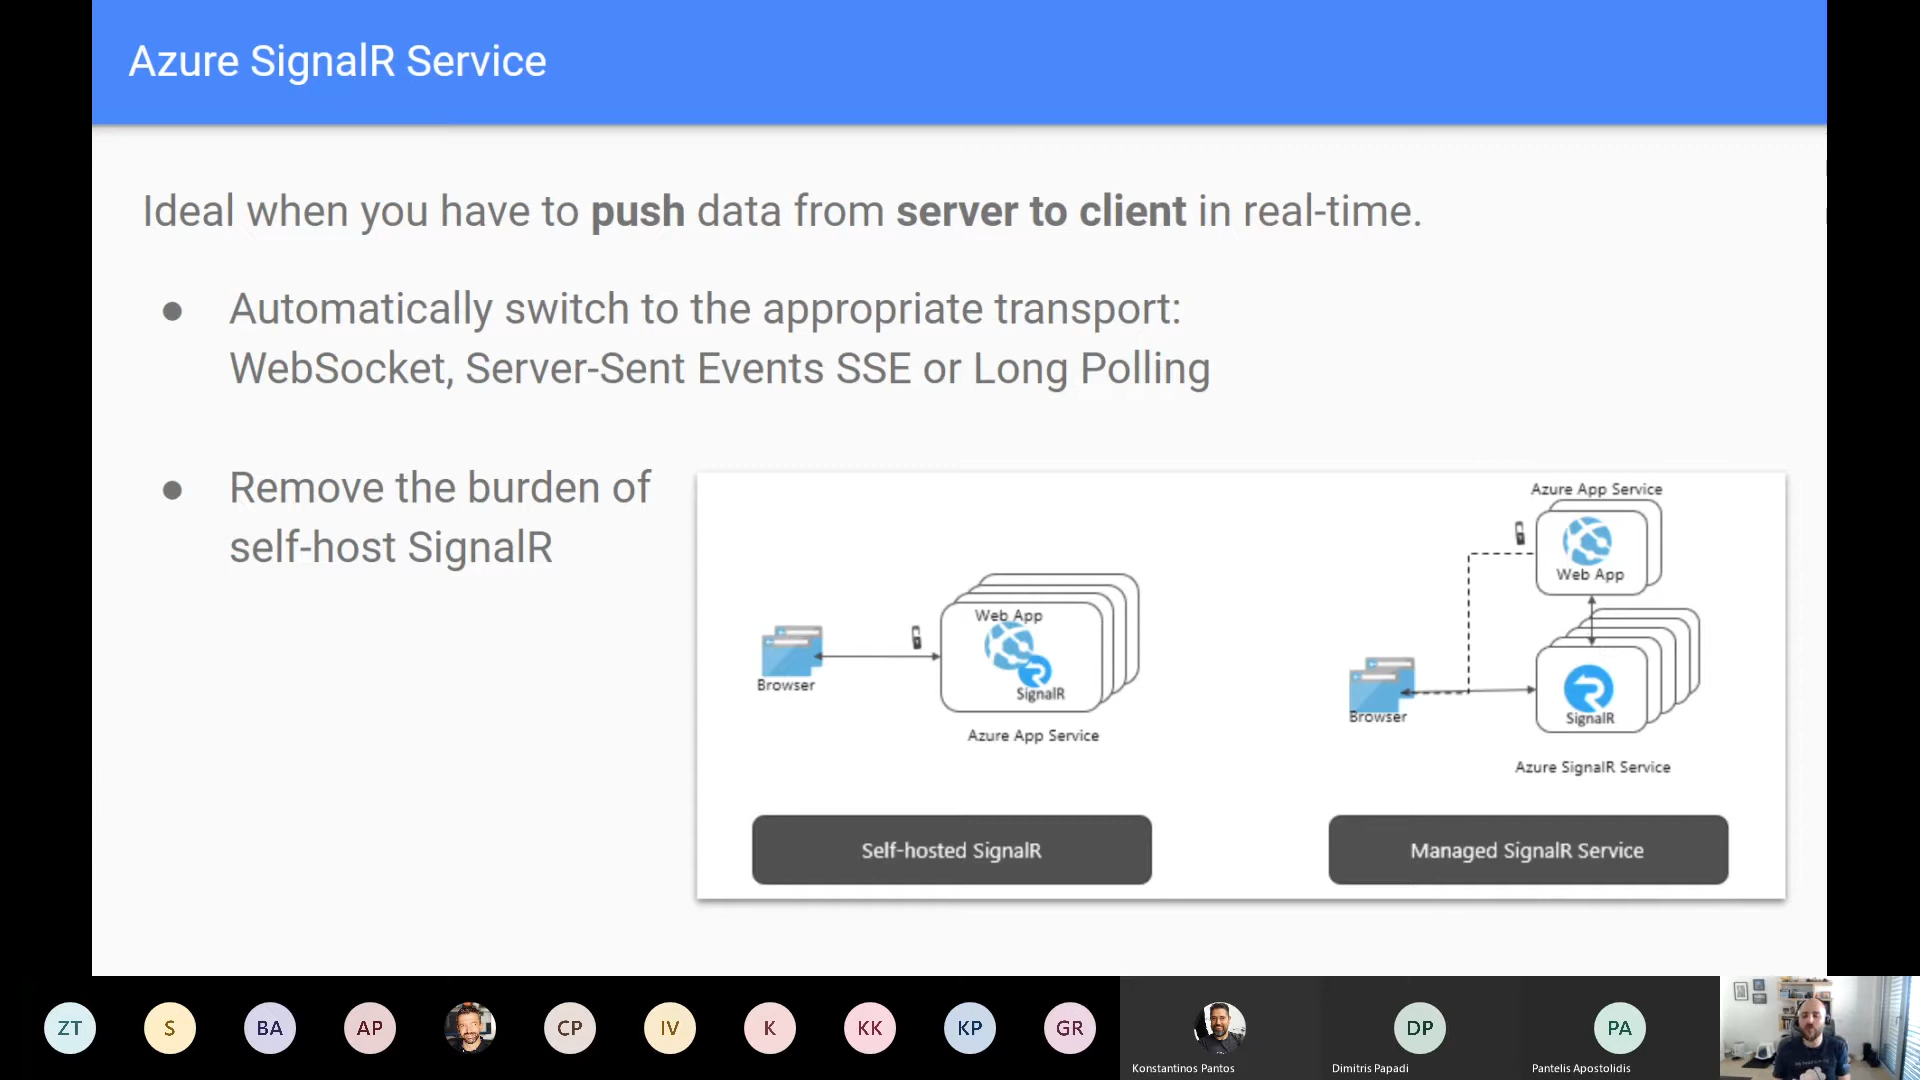 Azure SignalR Service
Ideal when you have to push data from server to client in real-time.
● Automatically switch to the appropriate transport:
WebSocket, Server-Sent Events SSE or Long Polling
● Remove the burden of
self-host SignalR
Browser
Web App
SignalR
Azure App Service
Self-hosted SignalR
Azure App Service
Web App
Browser
SignalR
Azure SignalR Service
Managed SignalR Service
ZT
S
BA
AP
CP
IV
K
KK
KP
GR
Konstantinos Pantos
DP
Dimitris Papadi
PA
Pantelis Apostolidis